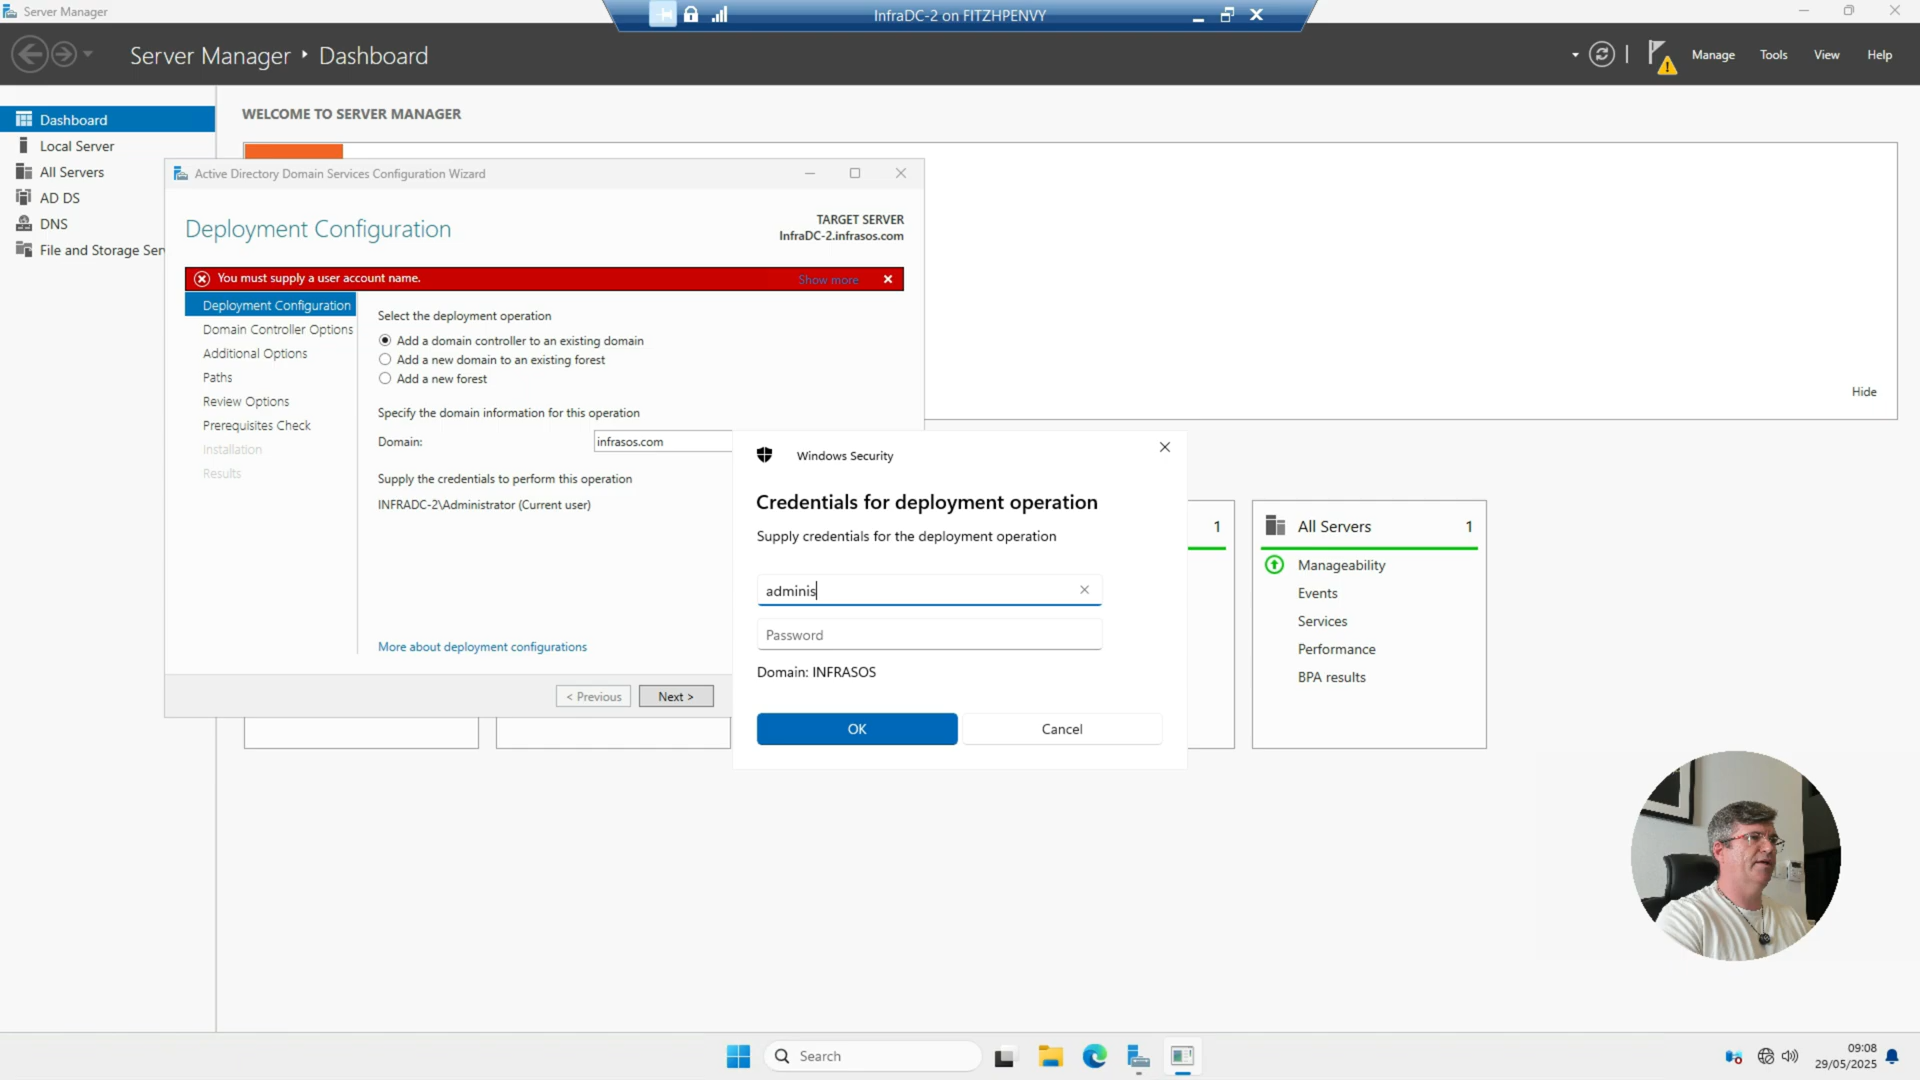 Server Manager
InfraDC-2 on FITZHPENVY
Server Manager ‣ Dashboard
Manage
Tools
View
Help
Dashboard
Local Server
All Servers
AD DS
DNS
File and Storage Ser
WELCOME TO SERVER MANAGER
Hide
Active Directory Domain Services Configuration Wizard
Deployment Configuration
TARGET SERVER
InfraDC-2.infrasos.com
You must supply a user account name.
Show more
Deployment Configuration
Domain Controller Options
Additional Options
Paths
Review Options
Prerequisites Check
Installation
Results
Select the deployment operation
Add a domain controller to an existing domain
Add a new domain to an existing forest
Add a new forest
Specify the domain information for this operation
Domain:
infrasos.com
Supply the credentials to perform this operation
INFRADC-2\Administrator (Current user)
More about deployment configurations
< Previous
Next >
Windows Security
Credentials for deployment operation
Supply credentials for the deployment operation
adminis
Password
Domain: INFRASOS
OK
Cancel
1
All Servers
1
Manageability
Events
Services
Performance
BPA results
Search
09:08
29/05/2025